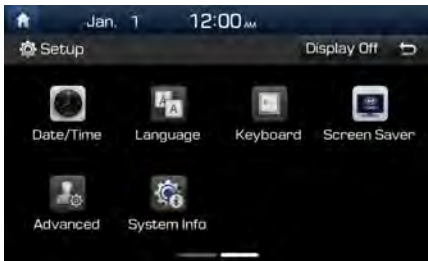 Jan. 1 12:00 AM
Setup Display Off
Date/Time Language Keyboard Screen Saver
Advanced System Info